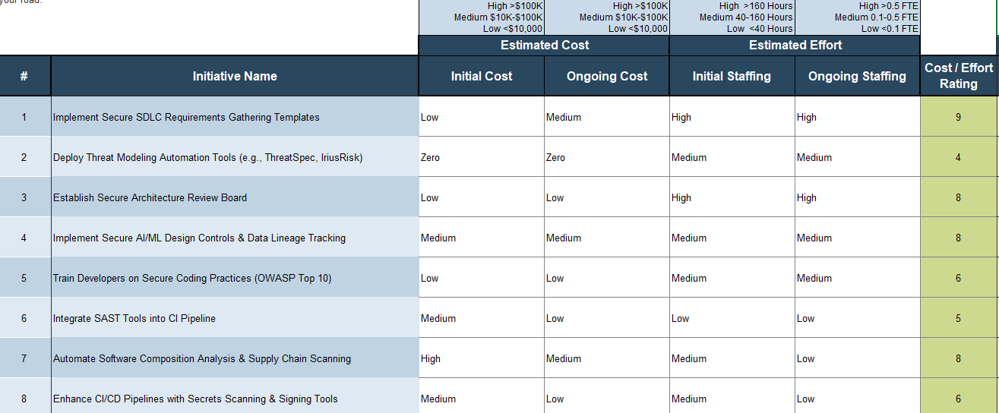 your road.
High >$100K High >$100K High >160 Hours High >0.5 FTE
Medium $10K-$100K Medium $10K-$100K Medium 40-160 Hours Medium 0.1-0.5 FTE
Low <$10,000 Low <$10,000 Low <40 Hours Low <0.1 FTE
Estimated Cost Estimated Effort
# Initiative Name Initial Cost Ongoing Cost Initial Staffing Ongoing Staffing Cost / Effort Rating
1 Implement Secure SDLC Requirements Gathering Templates Low Medium High High 9
2 Deploy Threat Modeling Automation Tools (e.g., ThreatSpec, IriusRisk) Zero Zero Medium Medium 4
3 Establish Secure Architecture Review Board Low Low High High 8
4 Implement Secure AI/ML Design Controls & Data Lineage Tracking Medium Medium Medium Medium 8
5 Train Developers on Secure Coding Practices (OWASP Top 10) Low Low Medium Medium 6
6 Integrate SAST Tools into CI Pipeline Medium Low Low Low 5
7 Automate Software Composition Analysis & Supply Chain Scanning High Medium Medium Low 8
8 Enhance CI/CD Pipelines with Secrets Scanning & Signing Tools Medium Low Medium Low 6